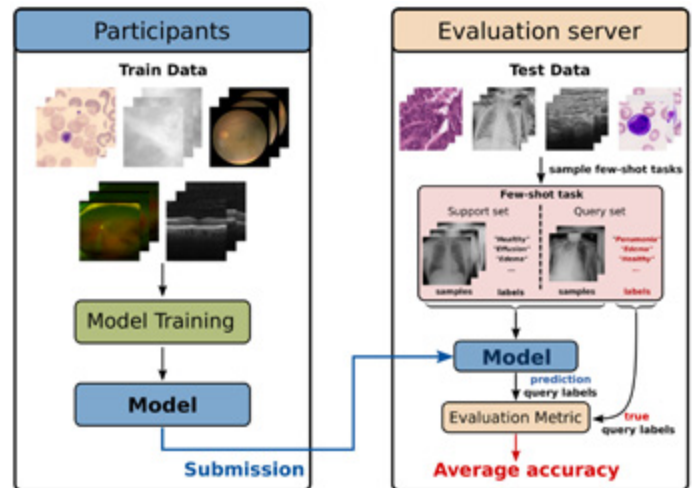 Participants
Train Data
Model Training
Model
Submission
Evaluation server
Test Data
sample few-shot tasks
Few-shot task
Support set
Query set
"Healthy"
"Effusion"
"Edema"
...
"Pneumonia"
"Edema"
"Healthy"
...
samples
labels
samples
labels
Model
prediction
query labels
Evaluation Metric
true
query labels
Average accuracy